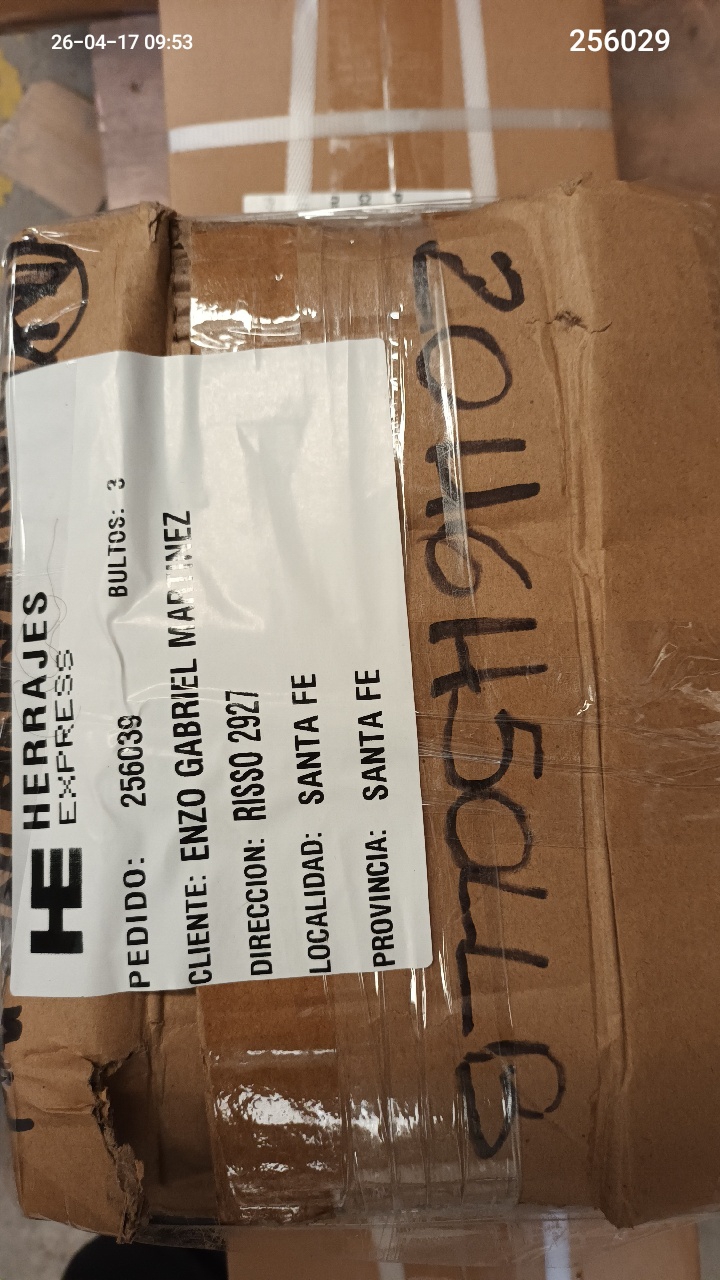 26-04-17 09:53
256029
HE HERRAJES
EXPRESS
PEDIDO: 256039 BULTOS: 3
CLIENTE: ENZO GABRIEL MARTINEZ
DIRECCION: RISSO 2927
LOCALIDAD: SANTA FE
PROVINCIA: SANTA FE